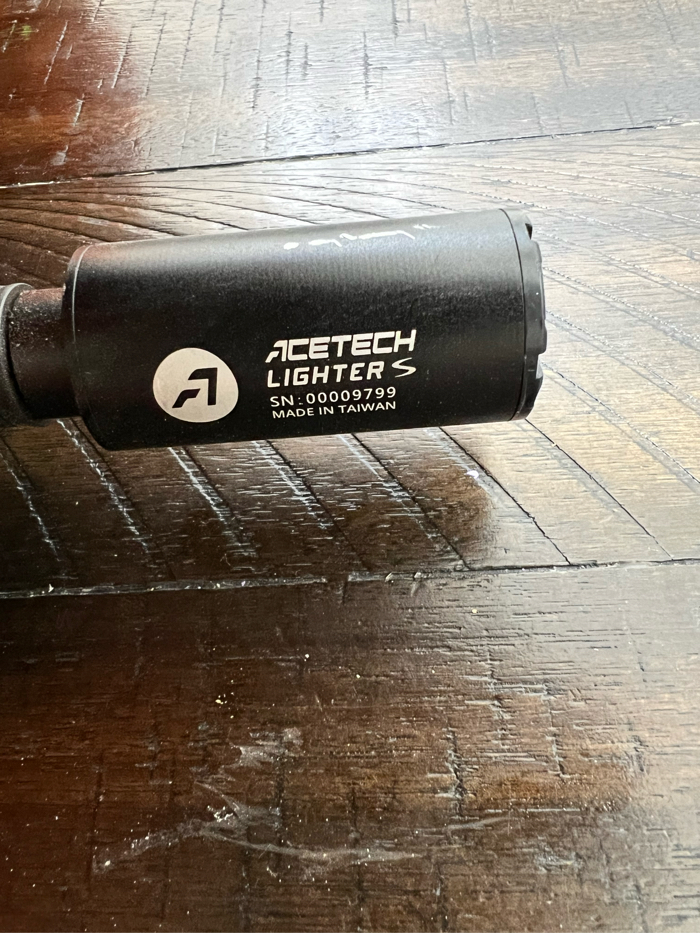 ACETECH
LIGHTER S
SN:00009799
MADE IN TAIWAN